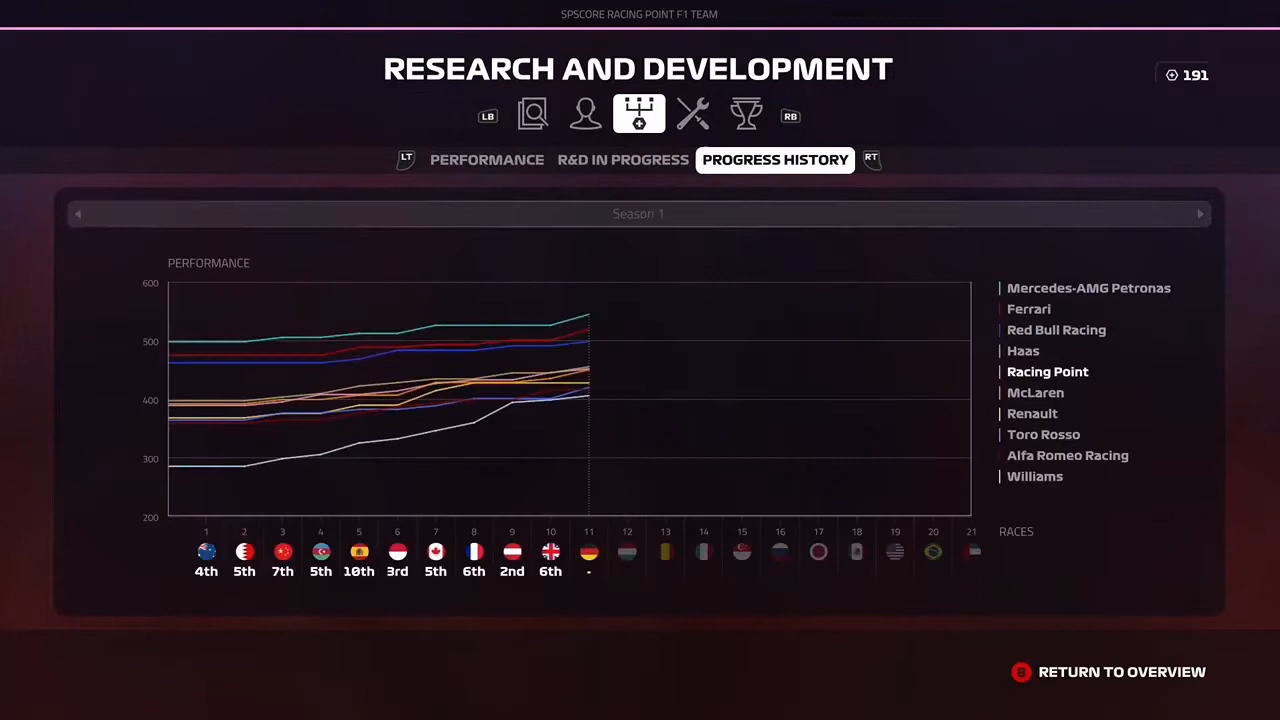 SPSCORE RACING POINT F1 TEAM
RESEARCH AND DEVELOPMENT
191
LB
RB
LT PERFORMANCE R&D IN PROGRESS PROGRESS HISTORY RT
Season 1
PERFORMANCE
600
500
400
300
200
Mercedes-AMG Petronas
Ferrari
Red Bull Racing
Haas
Racing Point
McLaren
Renault
Toro Rosso
Alfa Romeo Racing
Williams
1 2 3 4 5 6 7 8 9 10 11 12 13 14 15 16 17 18 19 20 21 RACES
4th 5th 7th 5th 10th 3rd 5th 6th 2nd 6th -
B RETURN TO OVERVIEW